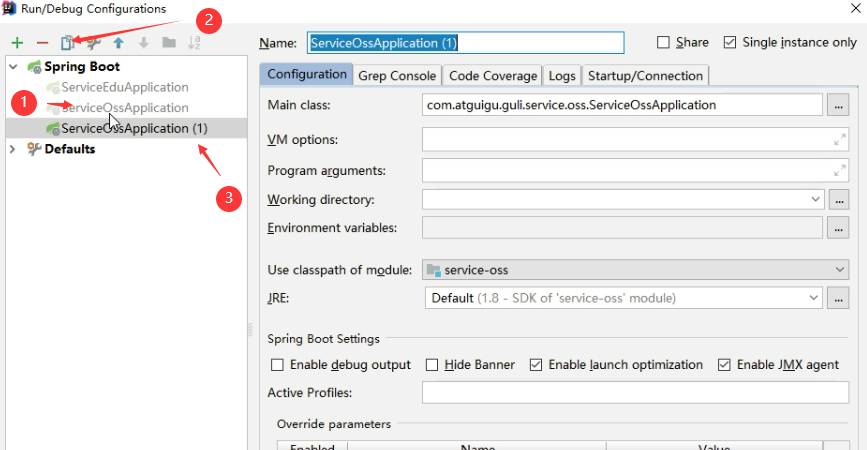 Run/Debug Configurations
2
Name: ServiceOssApplication (1)
Share
Single instance only
Spring Boot
ServiceEduApplication
1
ServiceOssApplication
ServiceOssApplication (1)
Defaults
3
Configuration
Grep Console
Code Coverage
Logs
Startup/Connection
Main class: com.atguigu.guli.service.oss.ServiceOssApplication
...
VM options:
Program arguments:
Working directory:
...
Environment variables:
...
Use classpath of module: service-oss
JRE: Default (1.8 - SDK of 'service-oss' module)
...
Spring Boot Settings
Enable debug output
Hide Banner
Enable launch optimization
Enable JMX agent
Active Profiles:
Override parameters
Enabled
Name
Value